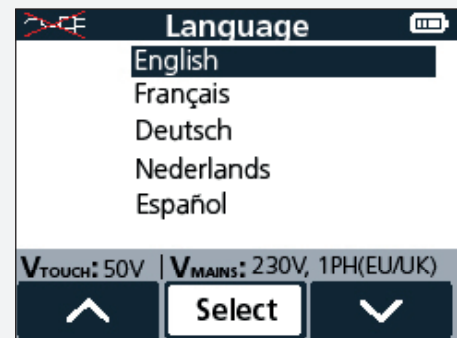 Language
English
Français
Deutsch
Nederlands
Español
VTOUCH: 50V | VMAINS: 230V, 1PH(EU/UK)
Select